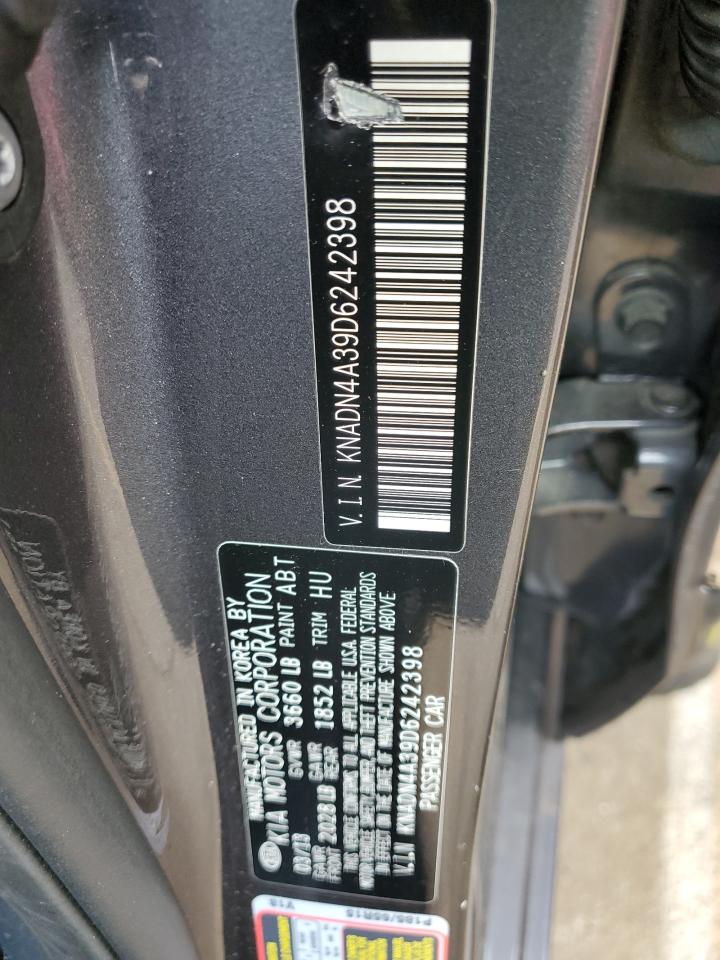 V.I.N. KNADN4A39D6242398
MANUFACTURED IN KOREA BY
KIA MOTORS CORPORATION
03/13 GVWR 3660 LB PAINT ABT
GAWR FRONT 2028 LB GAWR REAR 1852 LB TRIM HU
THIS VEHICLE CONFORMS TO ALL APPLICABLE U.S.A. FEDERAL
MOTOR VEHICLE SAFETY, BUMPER, AND THEFT PREVENTION STANDARDS
IN EFFECT ON THE DATE OF MANUFACTURE SHOWN ABOVE
V.I.N KNADN4A39D6242398
PASSENGER CAR
P185/65R15